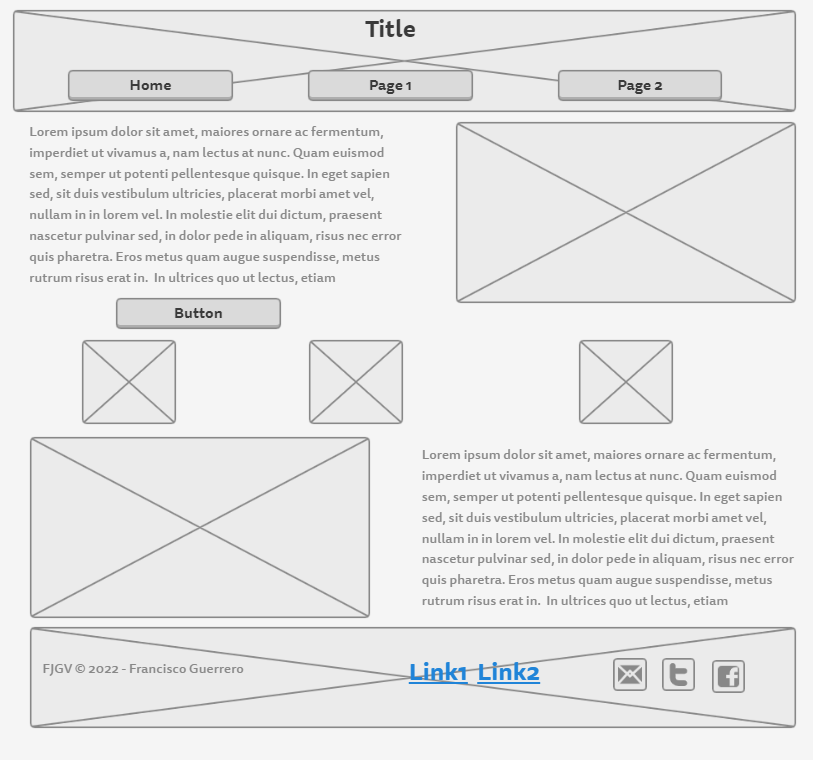 Title
Home
Page 1
Page 2
Lorem ipsum dolor sit amet, maiores ornare ac fermentum,
imperdiet ut vivamus a, nam lectus at nunc. Quam euismod
sem, semper ut potenti pellentesque quisque. In eget sapien
sed, sit duis vestibulum ultricies, placerat morbi amet vel,
nullam in in lorem vel. In molestie elit dui dictum, praesent
nascetur pulvinar sed, in dolor pede in aliquam, risus nec error
quis pharetra. Eros metus quam augue suspendisse, metus
rutrum risus erat in.  In ultrices quo ut lectus, etiam
Button
Lorem ipsum dolor sit amet, maiores ornare ac fermentum,
imperdiet ut vivamus a, nam lectus at nunc. Quam euismod
sem, semper ut potenti pellentesque quisque. In eget sapien
sed, sit duis vestibulum ultricies, placerat morbi amet vel,
nullam in in lorem vel. In molestie elit dui dictum, praesent
nascetur pulvinar sed, in dolor pede in aliquam, risus nec error
quis pharetra. Eros metus quam augue suspendisse, metus
rutrum risus erat in.  In ultrices quo ut lectus, etiam
FJGV © 2022 - Francisco Guerrero
Link1 Link2